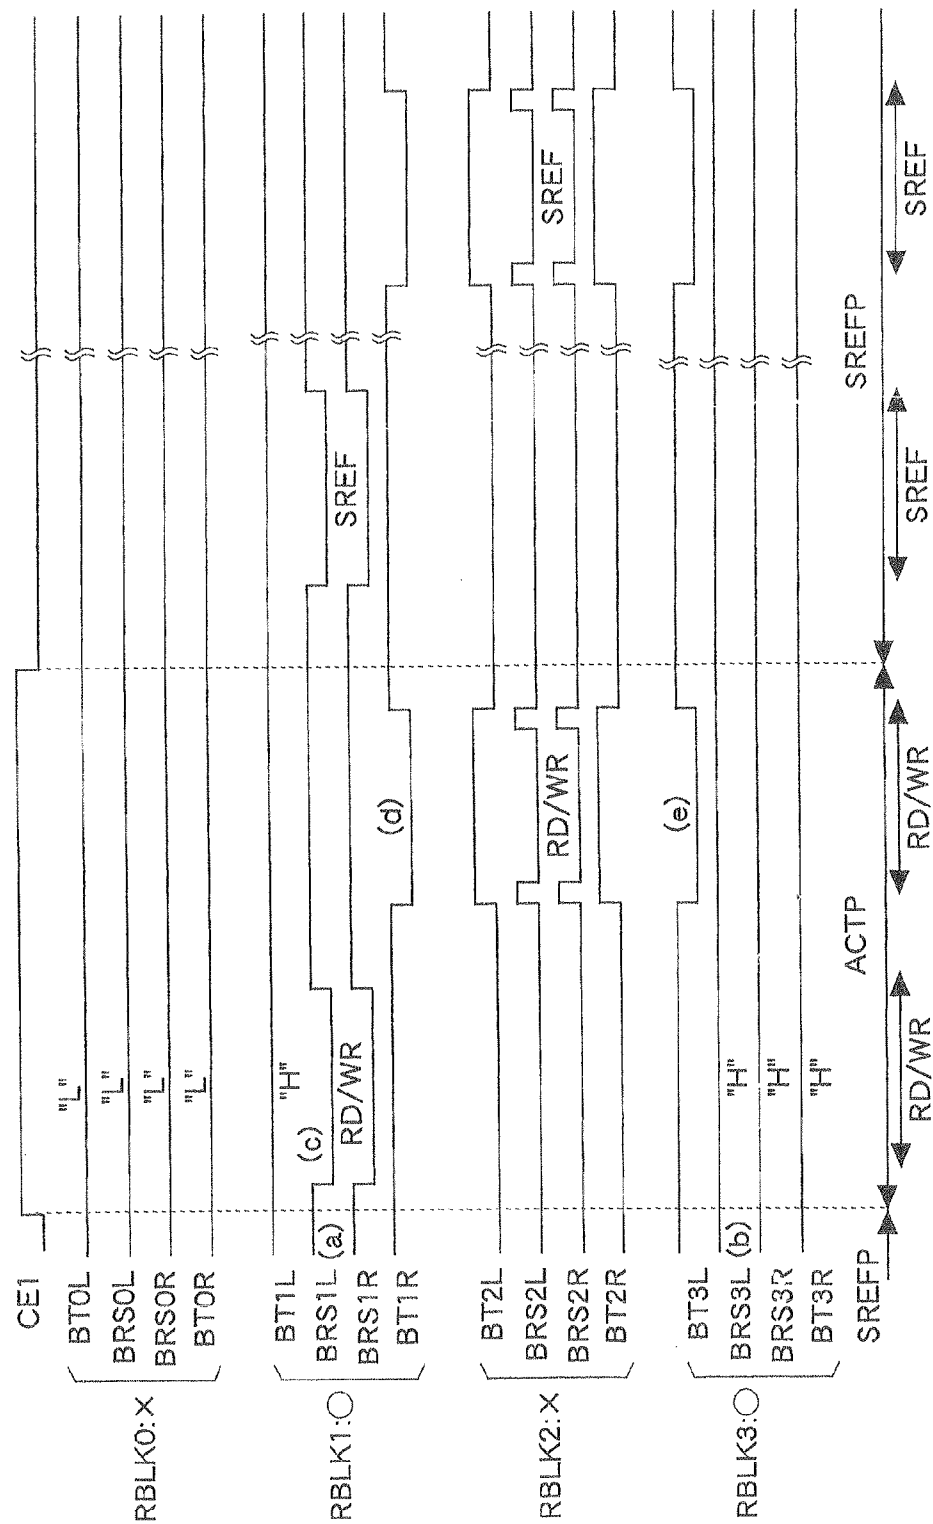 CE1
RBLK0:×
BT0L "L"
BRS0L "L"
BRS0R "L"
BT0R "L"
RBLK1:○
BT1L "H"
BRS1L (a) (c)
RD/WR SREF
BRS1R
BT1R (d)
RBLK2:×
BT2L
BRS2L
RD/WR SREF
BRS2R
BT2R
RBLK3:○
BT3L (e)
BRS3L (b) "H"
BRS3R "H"
BT3R "H"
SREFP ACTP SREFP
RD/WR RD/WR SREF SREF